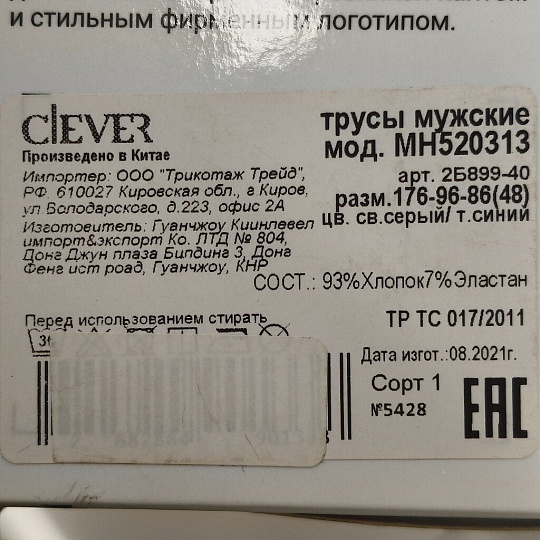 и стильным фирменным логотипом.
CLEVER
Произведено в Китае
Импортер: ООО "Трикотаж Трейд",
РФ, 610027 Кировская обл., г.Киров,
ул.Володарского, д.223, офис 2А
Изготовитель: Гуанчжоу Киинлевел
импорт&экспорт Ко. ЛТД № 804,
Донг Джун плаза Билдинг 3, Донг
Фенг ист роад, Гуанчжоу, КНР
трусы мужские
мод. МН520313
арт. 2Б899-40
разм.176-96-86(48)
цв. св.серый/ т.синий
СОСТ.: 93%Хлопок7%Эластан
Перед использованием стирать
ТР ТС 017/2011
Дата изгот.:08.2021г.
Сорт 1
№5428
ЕАС